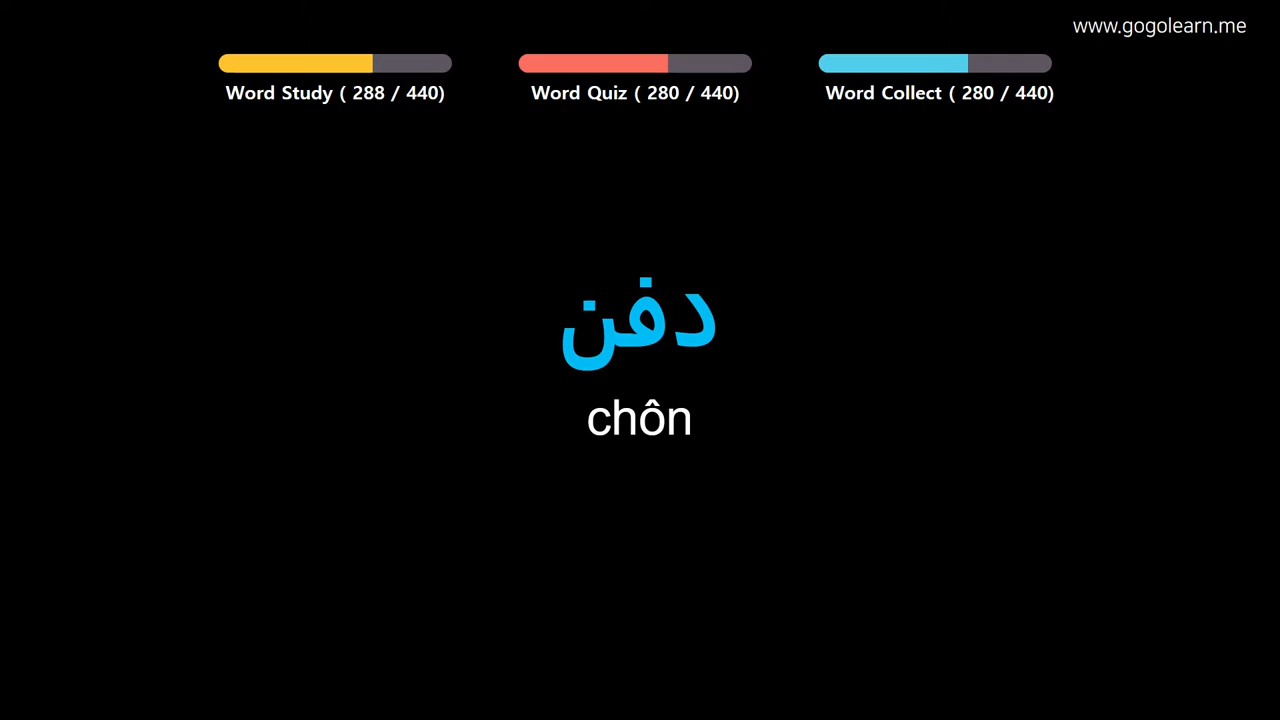 www.gogolearn.me
Word Study ( 288 / 440)
Word Quiz ( 280 / 440)
Word Collect ( 280 / 440)
دفن
chôn